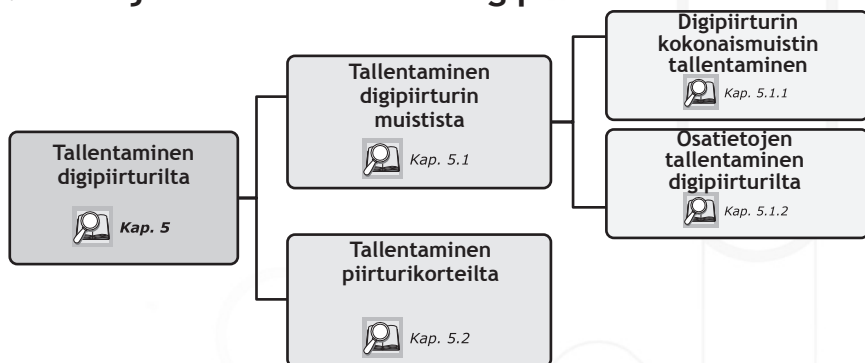 Digipiirturin
kokonaismuistin
tallentaminen
Kap. 5.1.1
Tallentaminen
digipiirturin
muistista
Kap. 5.1
Osatietojen
tallentaminen
digipiirturilta
Kap. 5.1.2
Tallentaminen
digipiirturilta
Kap. 5
Tallentaminen
piirturikorteilta
Kap. 5.2